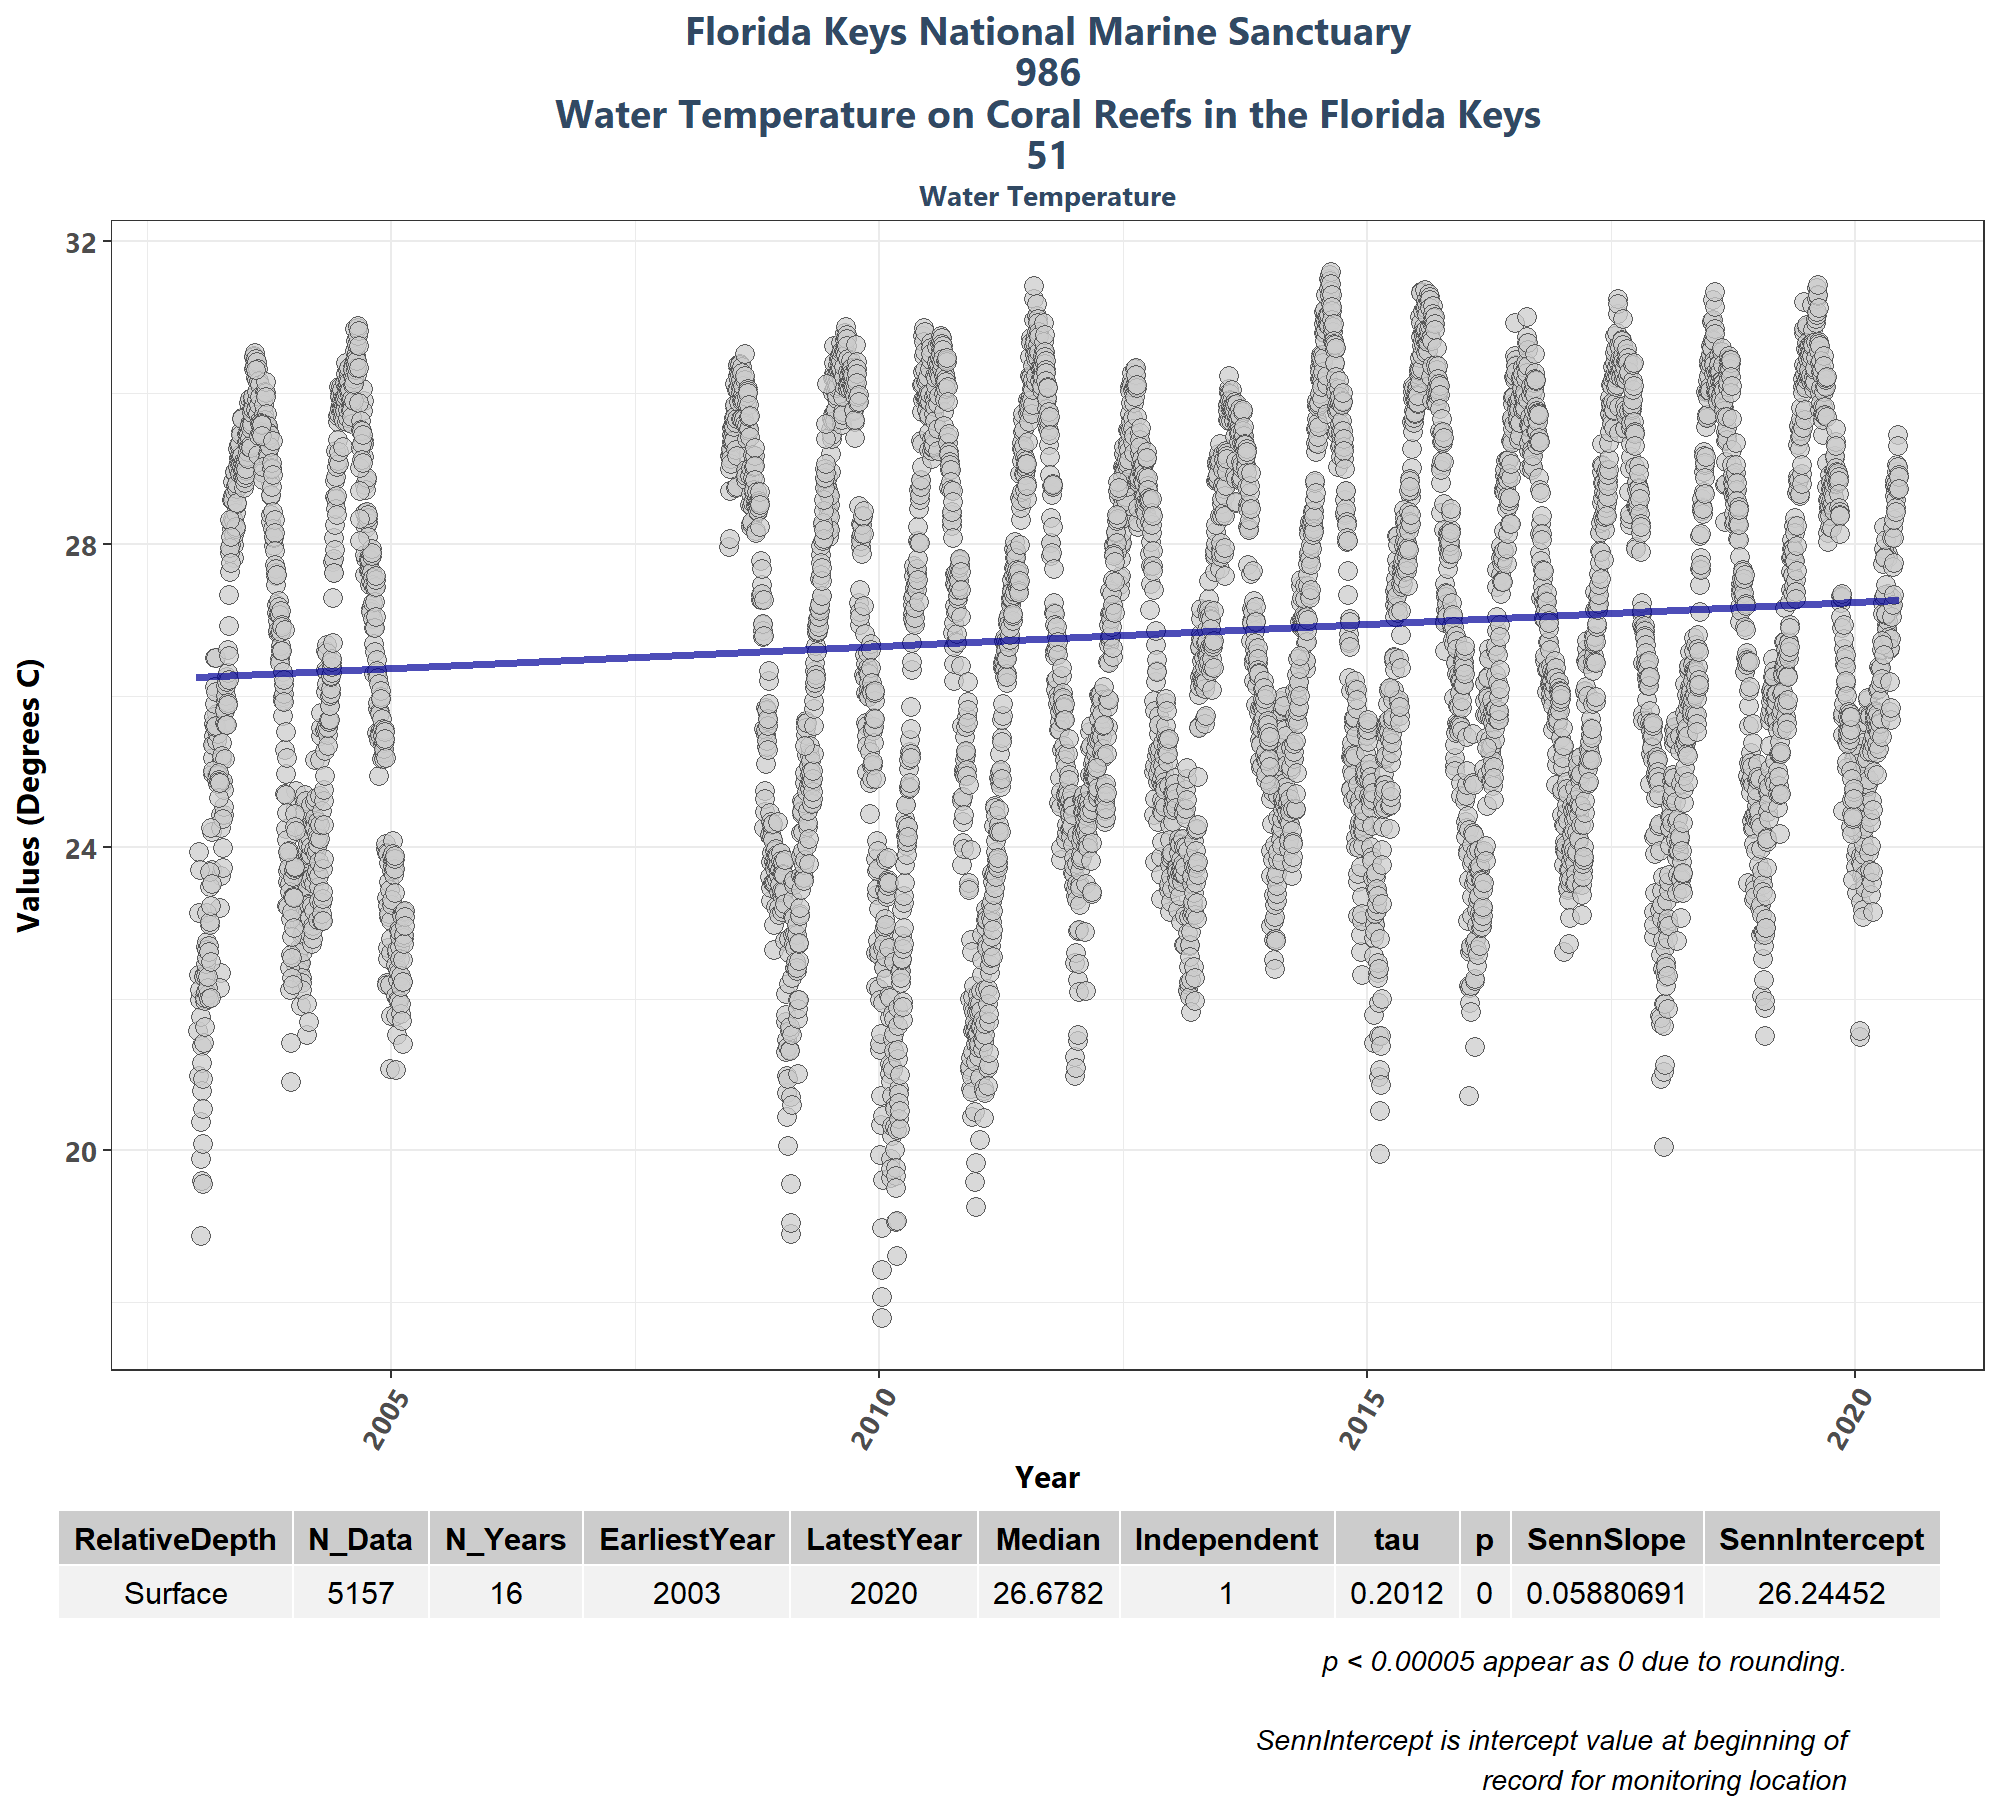 Florida Keys National Marine Sanctuary
986
Water Temperature on Coral Reefs in the Florida Keys
51
Water Temperature
32
28
24
20
Values (Degrees C)
2005
2010
2015
2020
Year
RelativeDepth N_Data N_Years EarliestYear LatestYear Median Independent tau p SennSlope SennIntercept
Surface 5157 16 2003 2020 26.6782 1 0.2012 0 0.05880691 26.24452
p < 0.00005 appear as 0 due to rounding.
SennIntercept is intercept value at beginning of
record for monitoring location